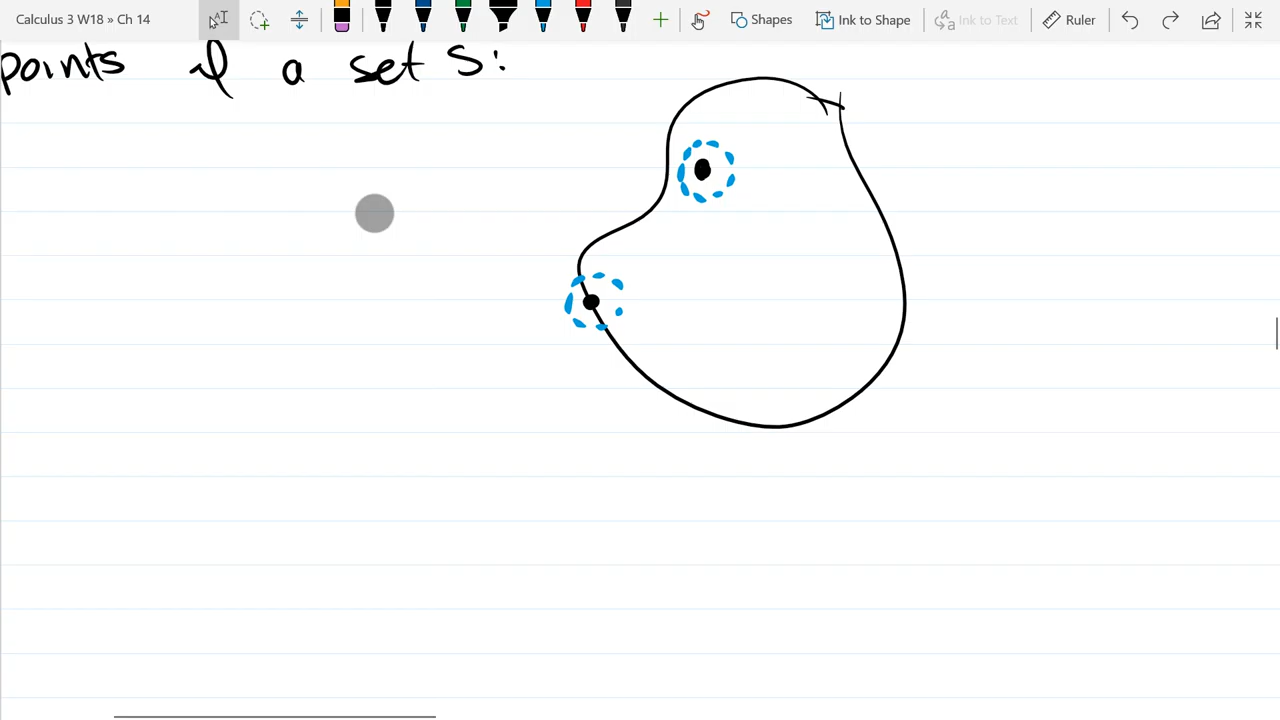 Calculus 3 W18 » Ch 14
Shapes
Ink to Shape
Ink to Text
Ruler
points of a set S: